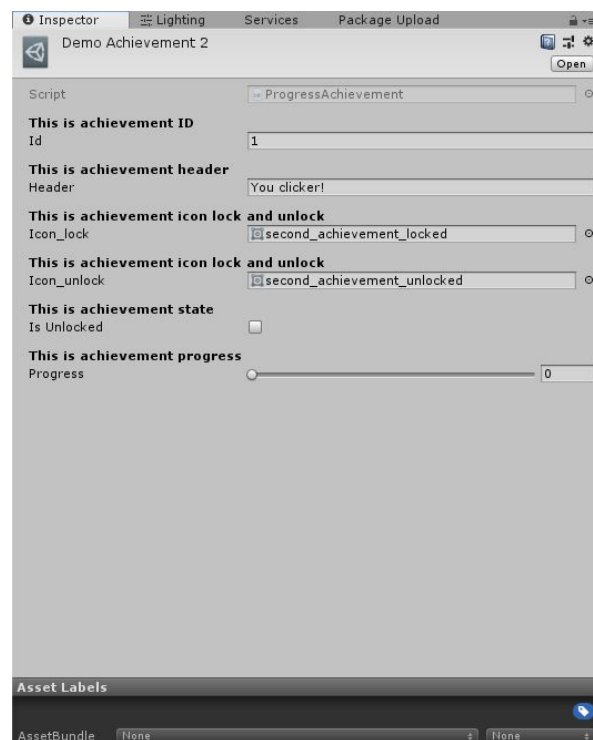 Inspector Lighting Services Package Upload
Demo Achievement 2
Open
Script ProgressAchievement
This is achievement ID
Id 1
This is achievement header
Header You clicker!
This is achievement icon lock and unlock
Icon_lock second_achievement_locked
This is achievement icon lock and unlock
Icon_unlock second_achievement_unlocked
This is achievement state
Is Unlocked
This is achievement progress
Progress 0
Asset Labels
AssetBundle None None